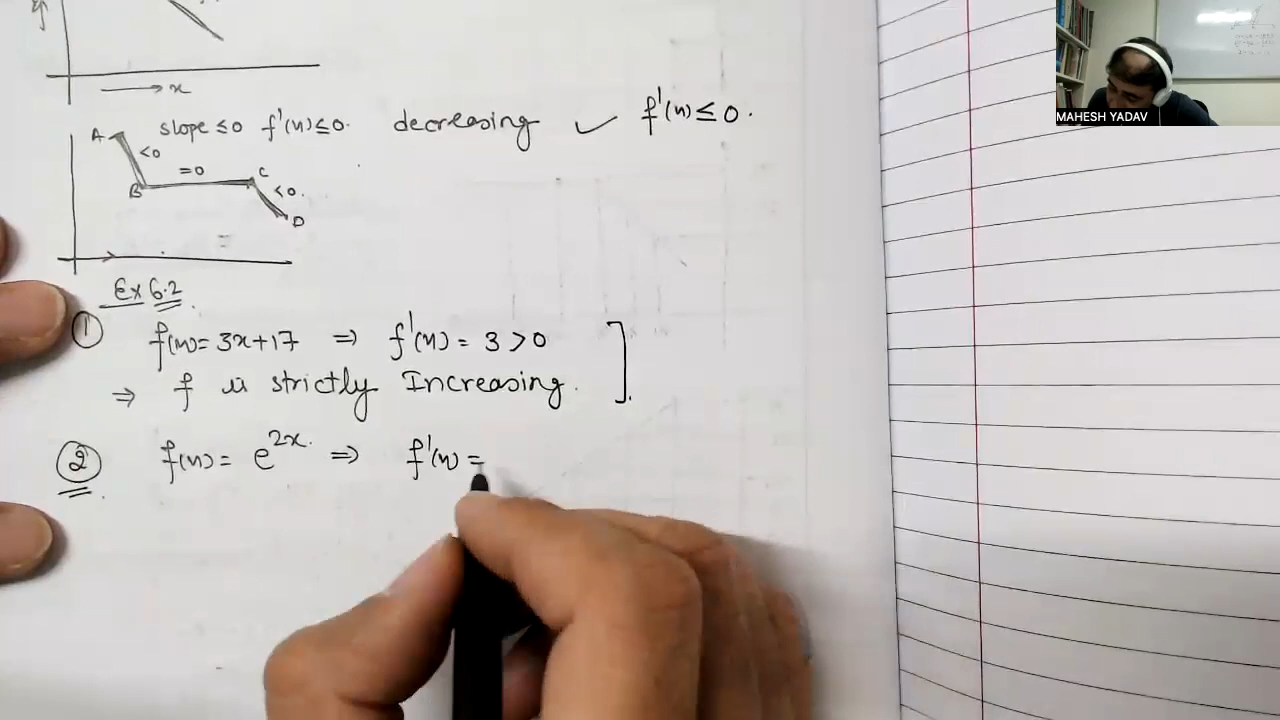 → x
slope ≤ 0 f'(x) ≤ 0. decreasing ✓ f'(x) ≤ 0.
A <0
B =0 C <0.
D
Ex 6.2
① f(x) = 3x+17 ⇒ f'(x) = 3 > 0
⇒ f is strictly Increasing.
② f(x) = e^{2x}. ⇒ f'(x) =
MAHESH YADAV